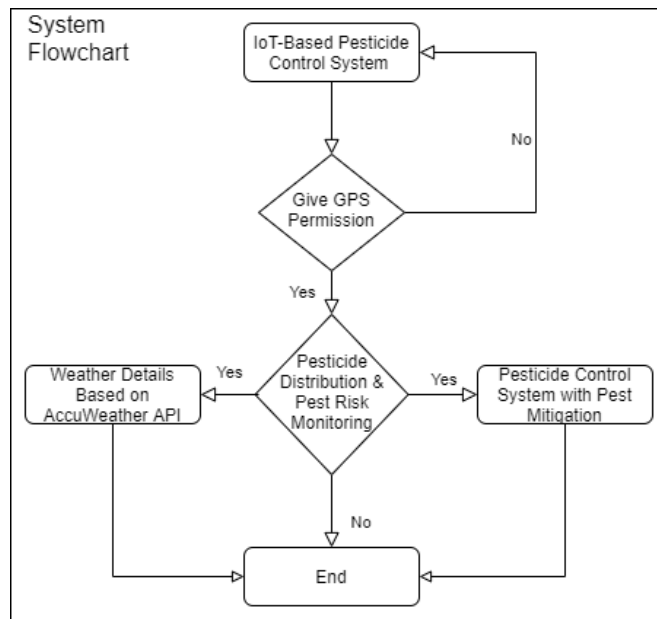 System
Flowchart
IoT-Based Pesticide
Control System
No
Give GPS
Permission
Yes
Pesticide
Distribution &
Pest Risk
Monitoring
Yes
Weather Details
Based on
AccuWeather API
Yes
Pesticide Control
System with Pest
Mitigation
No
End